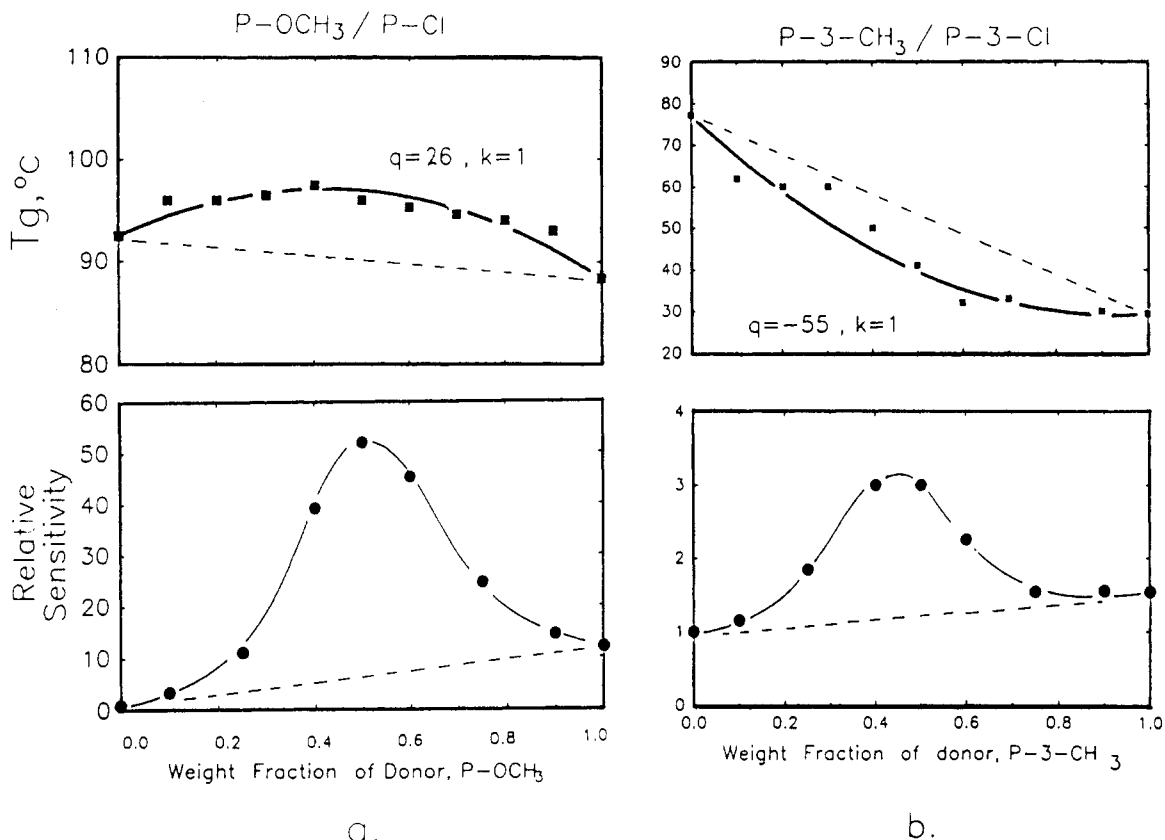 P-OCH3 / P-Cl
110
100
90
80
Tg, °C
q=26 , k=1
60
50
40
30
20
10
0
Relative
Sensitivity
0.0 0.2 0.4 0.6 0.8 1.0
Weight Fraction of Donor, P-OCH3
a.
P-3-CH3 / P-3-Cl
90
80
70
60
50
40
30
20
q=-55 , k=1
4
3
2
1
0
0.0 0.2 0.4 0.6 0.8 1.0
Weight Fraction of donor, P-3-CH 3
b.